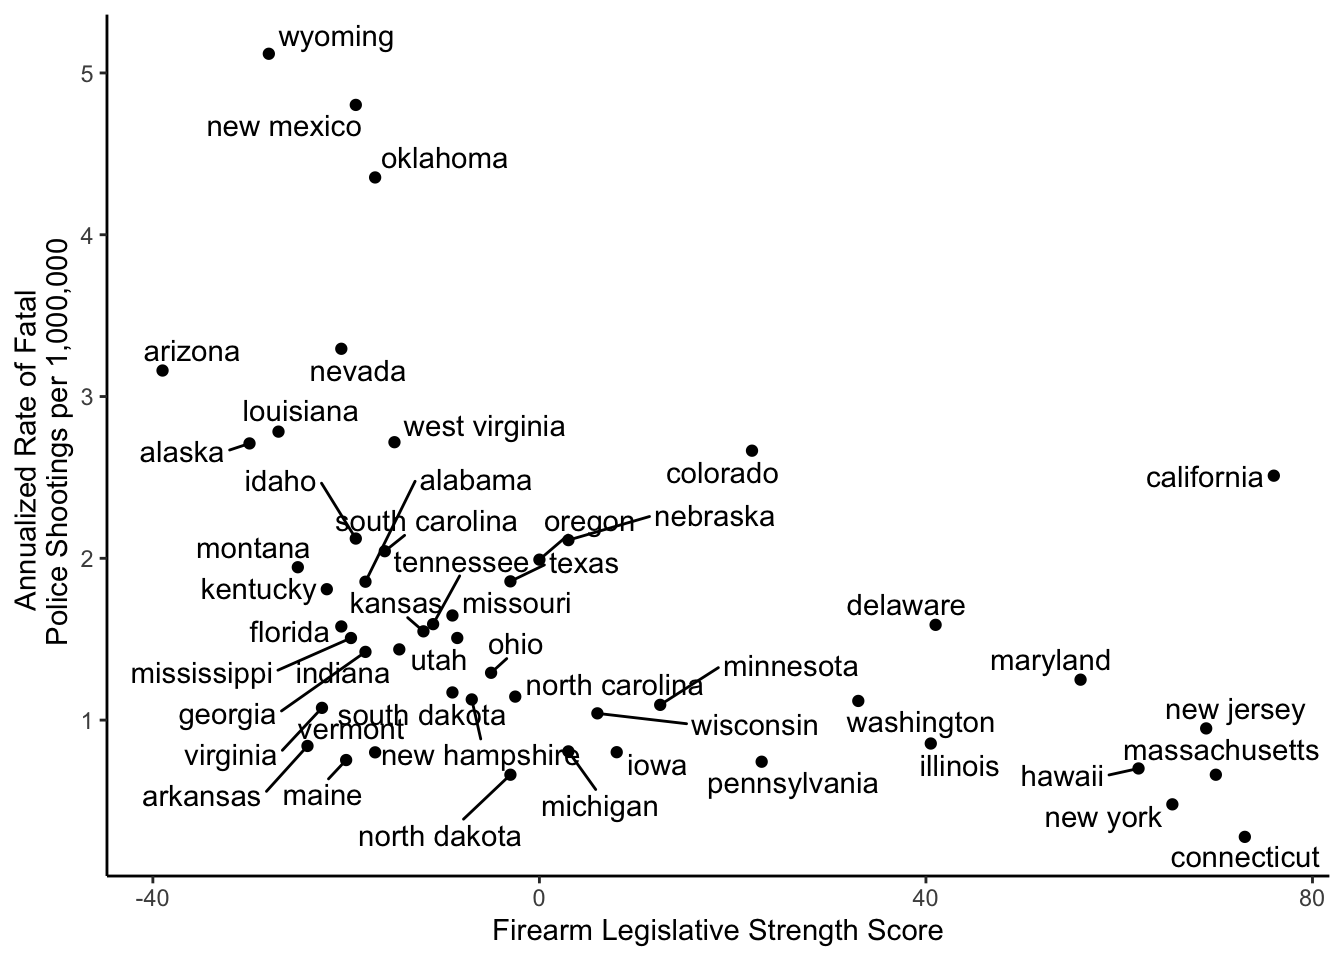 wyoming
new mexico
oklahoma
arizona
nevada
louisiana
west virginia
alaska
colorado
california
idaho
alabama
south carolina
oregon
nebraska
montana
tennessee
texas
kentucky
kansas
missouri
delaware
florida
ohio
mississippi
indiana
utah
minnesota
maryland
north carolina
georgia
south dakota
wisconsin
washington
new jersey
vermont
virginia
new hampshire
iowa
illinois
massachusetts
hawaii
arkansas
maine
michigan
pennsylvania
new york
north dakota
connecticut
5
4
3
2
1
-40
0
40
80
Annualized Rate of Fatal
Police Shootings per 1,000,000
Firearm Legislative Strength Score